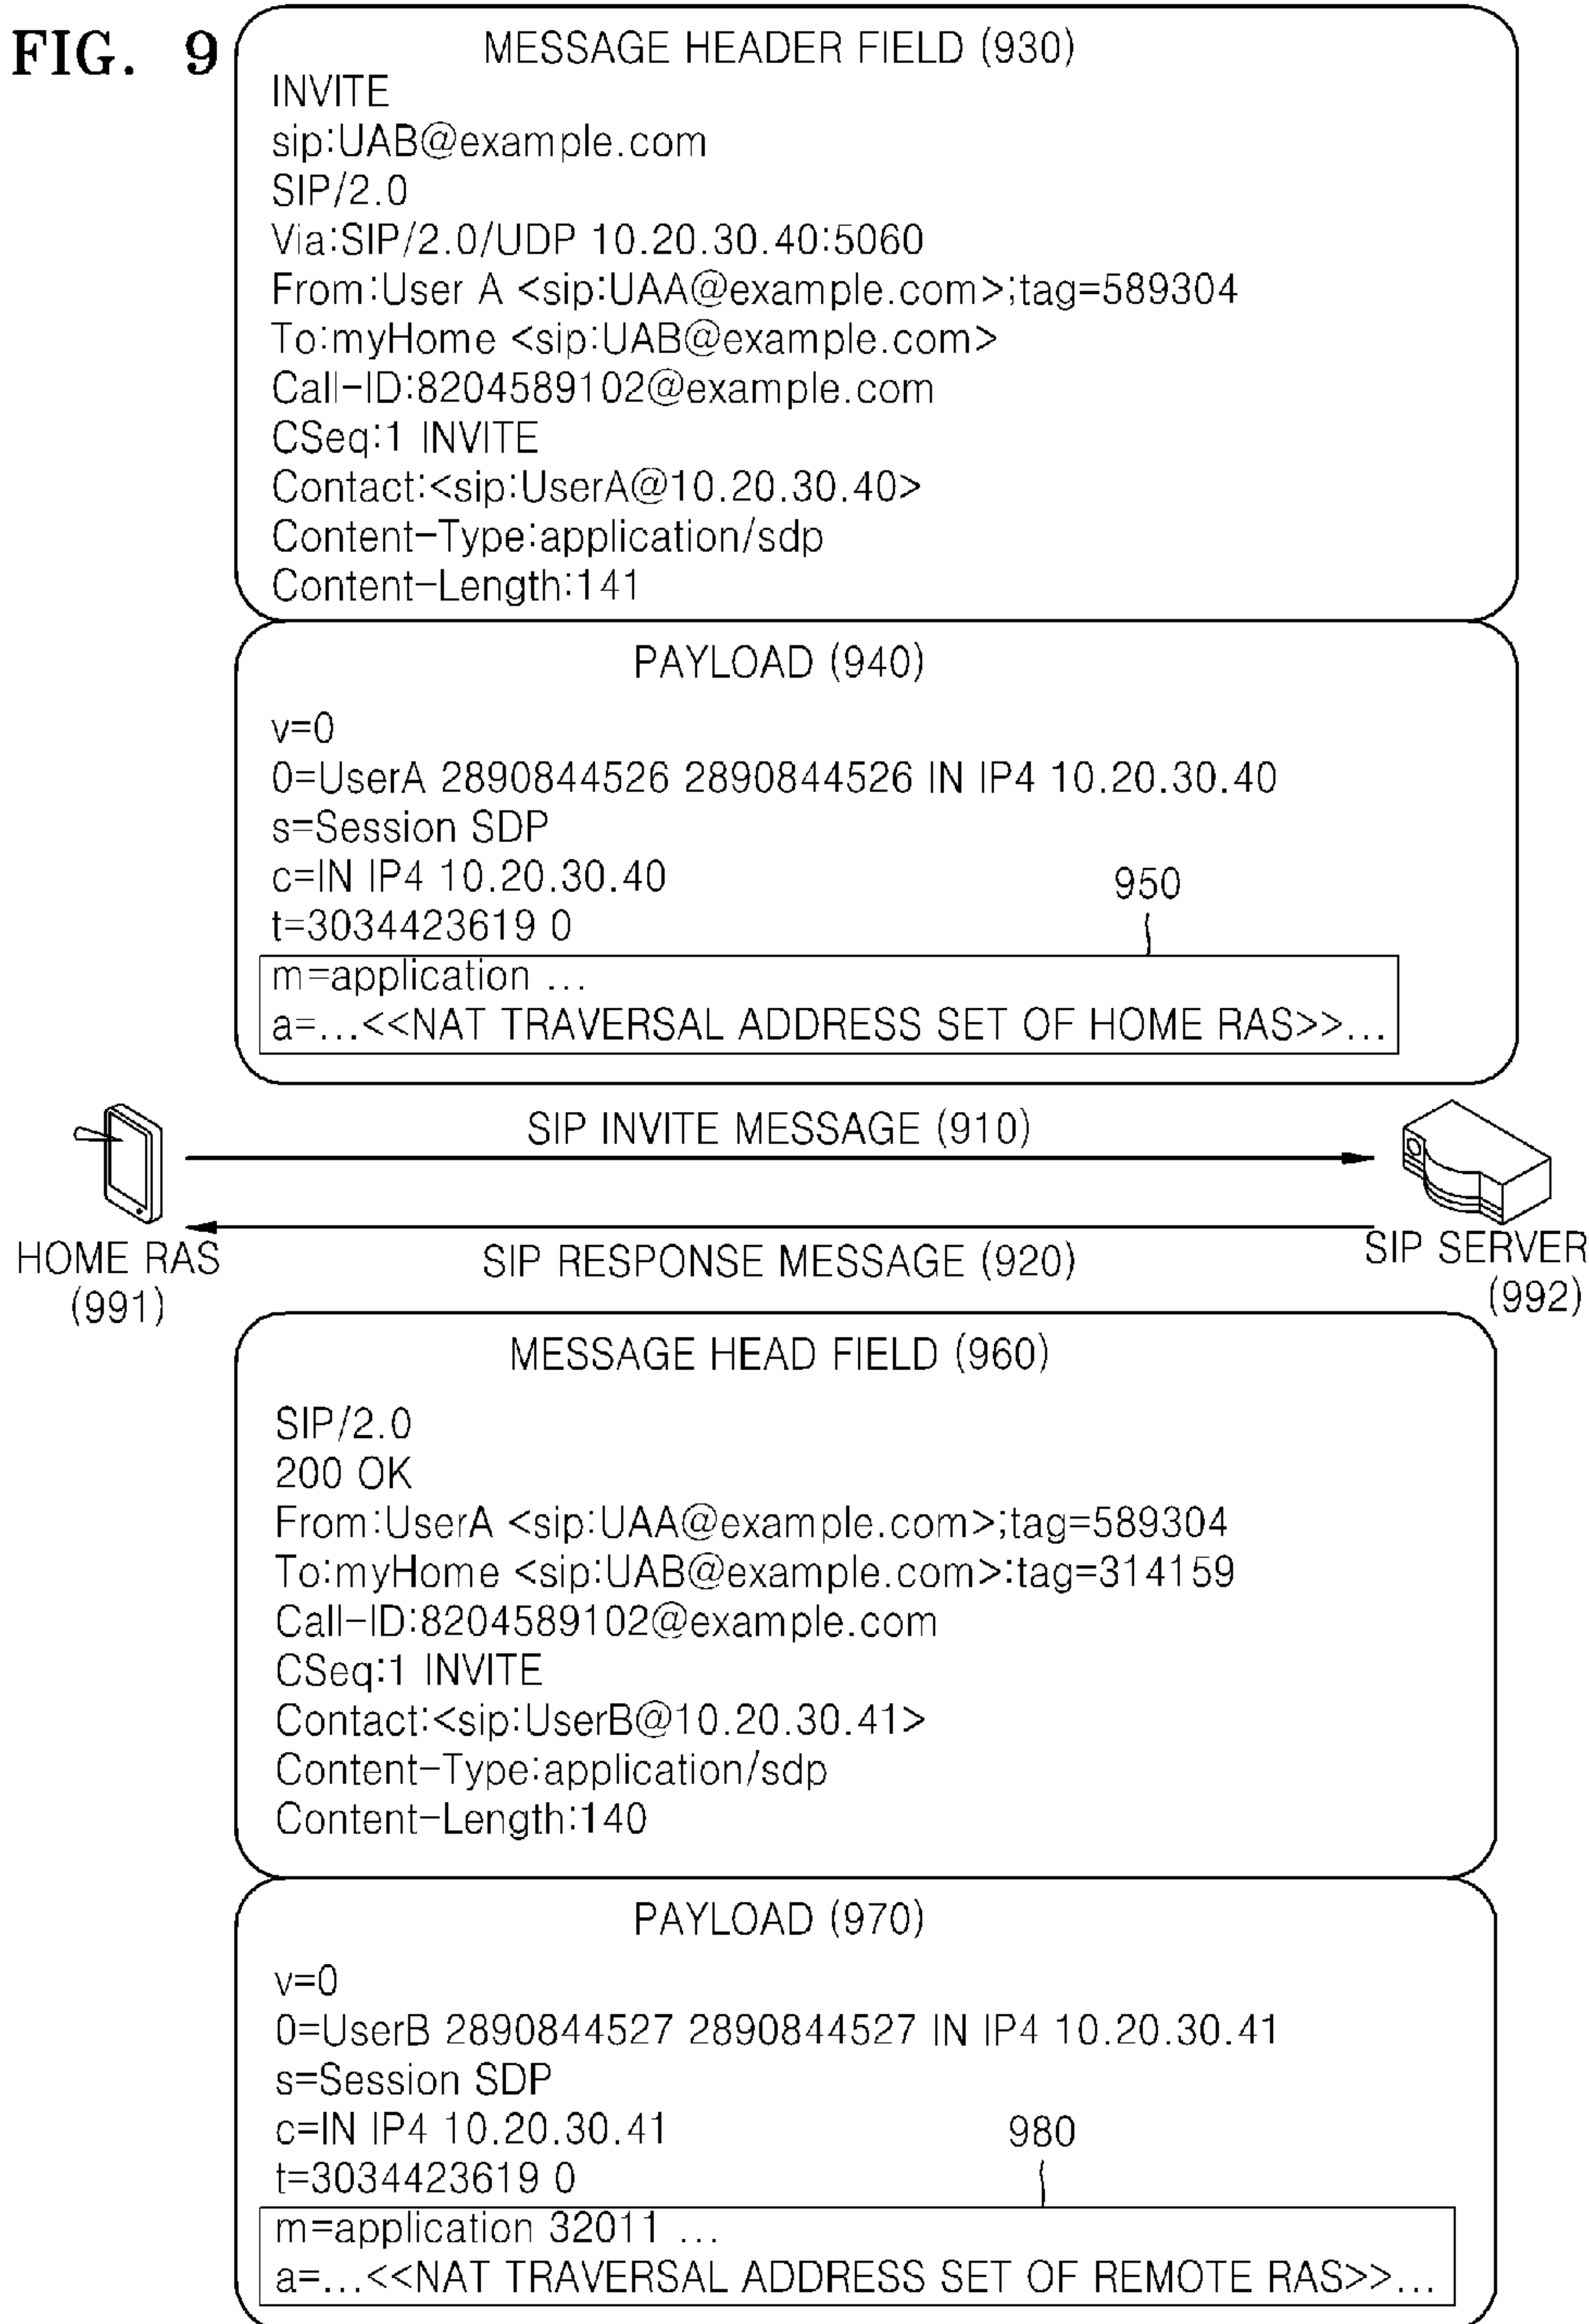 FIG. 9
MESSAGE HEADER FIELD (930)
INVITE
sip:UAB@example.com
SIP/2.0
Via:SIP/2.0/UDP 10.20.30.40:5060
From:User A <sip:UAA@example.com>;tag=589304
To:myHome <sip:UAB@example.com>
Call-ID:8204589102@example.com
CSeq:1 INVITE
Contact:<sip:UserA@10.20.30.40>
Content-Type:application/sdp
Content-Length:141
PAYLOAD (940)
v=0
0=UserA 2890844526 2890844526 IN IP4 10.20.30.40
s=Session SDP
c=IN IP4 10.20.30.40
950
t=3034423619 0
m=application ...
a=...<<NAT TRAVERSAL ADDRESS SET OF HOME RAS>>...
SIP INVITE MESSAGE (910)
HOME RAS
(991)
SIP RESPONSE MESSAGE (920)
SIP SERVER
(992)
MESSAGE HEAD FIELD (960)
SIP/2.0
200 OK
From:UserA <sip:UAA@example.com>;tag=589304
To:myHome <sip:UAB@example.com>:tag=314159
Call-ID:8204589102@example.com
CSeq:1 INVITE
Contact:<sip:UserB@10.20.30.41>
Content-Type:application/sdp
Content-Length:140
PAYLOAD (970)
v=0
0=UserB 2890844527 2890844527 IN IP4 10.20.30.41
s=Session SDP
c=IN IP4 10.20.30.41
980
t=3034423619 0
m=application 32011 ...
a=...<<NAT TRAVERSAL ADDRESS SET OF REMOTE RAS>>...